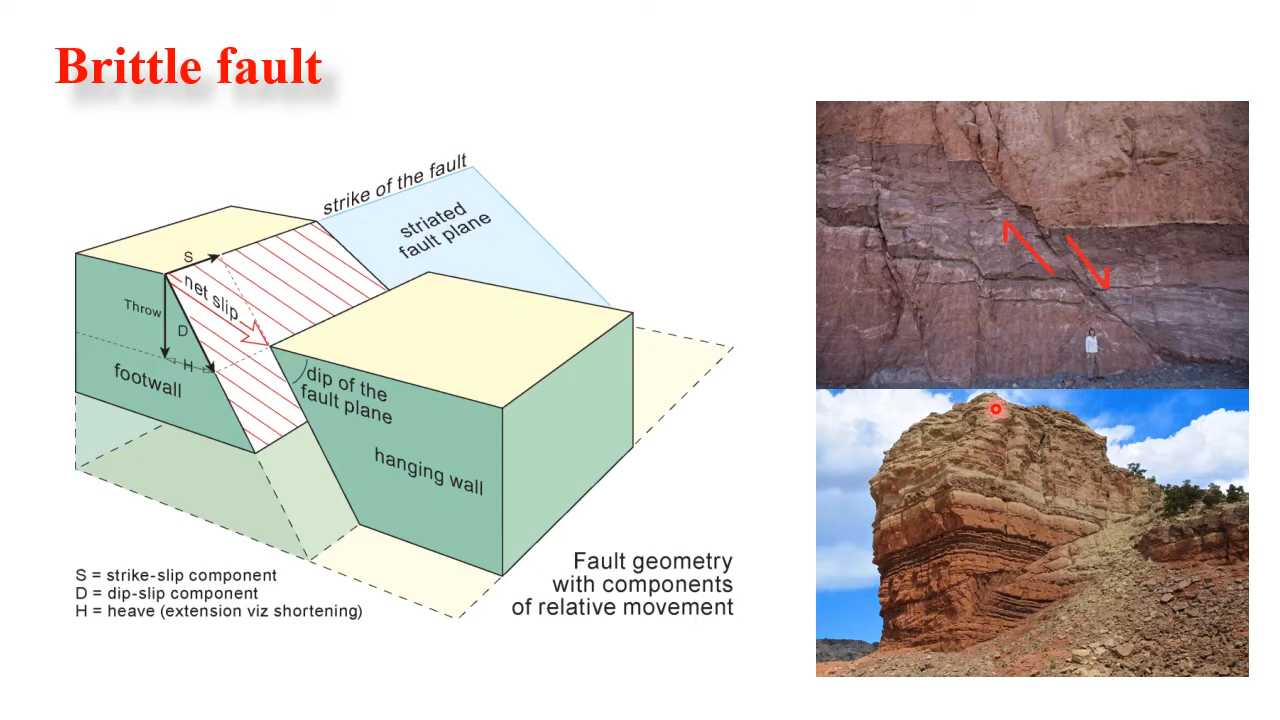 Brittle fault
strike of the fault
striated
fault plane
S
net slip
Throw
D
H
footwall
dip of the
fault plane
hanging wall
S = strike-slip component
D = dip-slip component
H = heave (extension viz shortening)
Fault geometry
with components
of relative movement